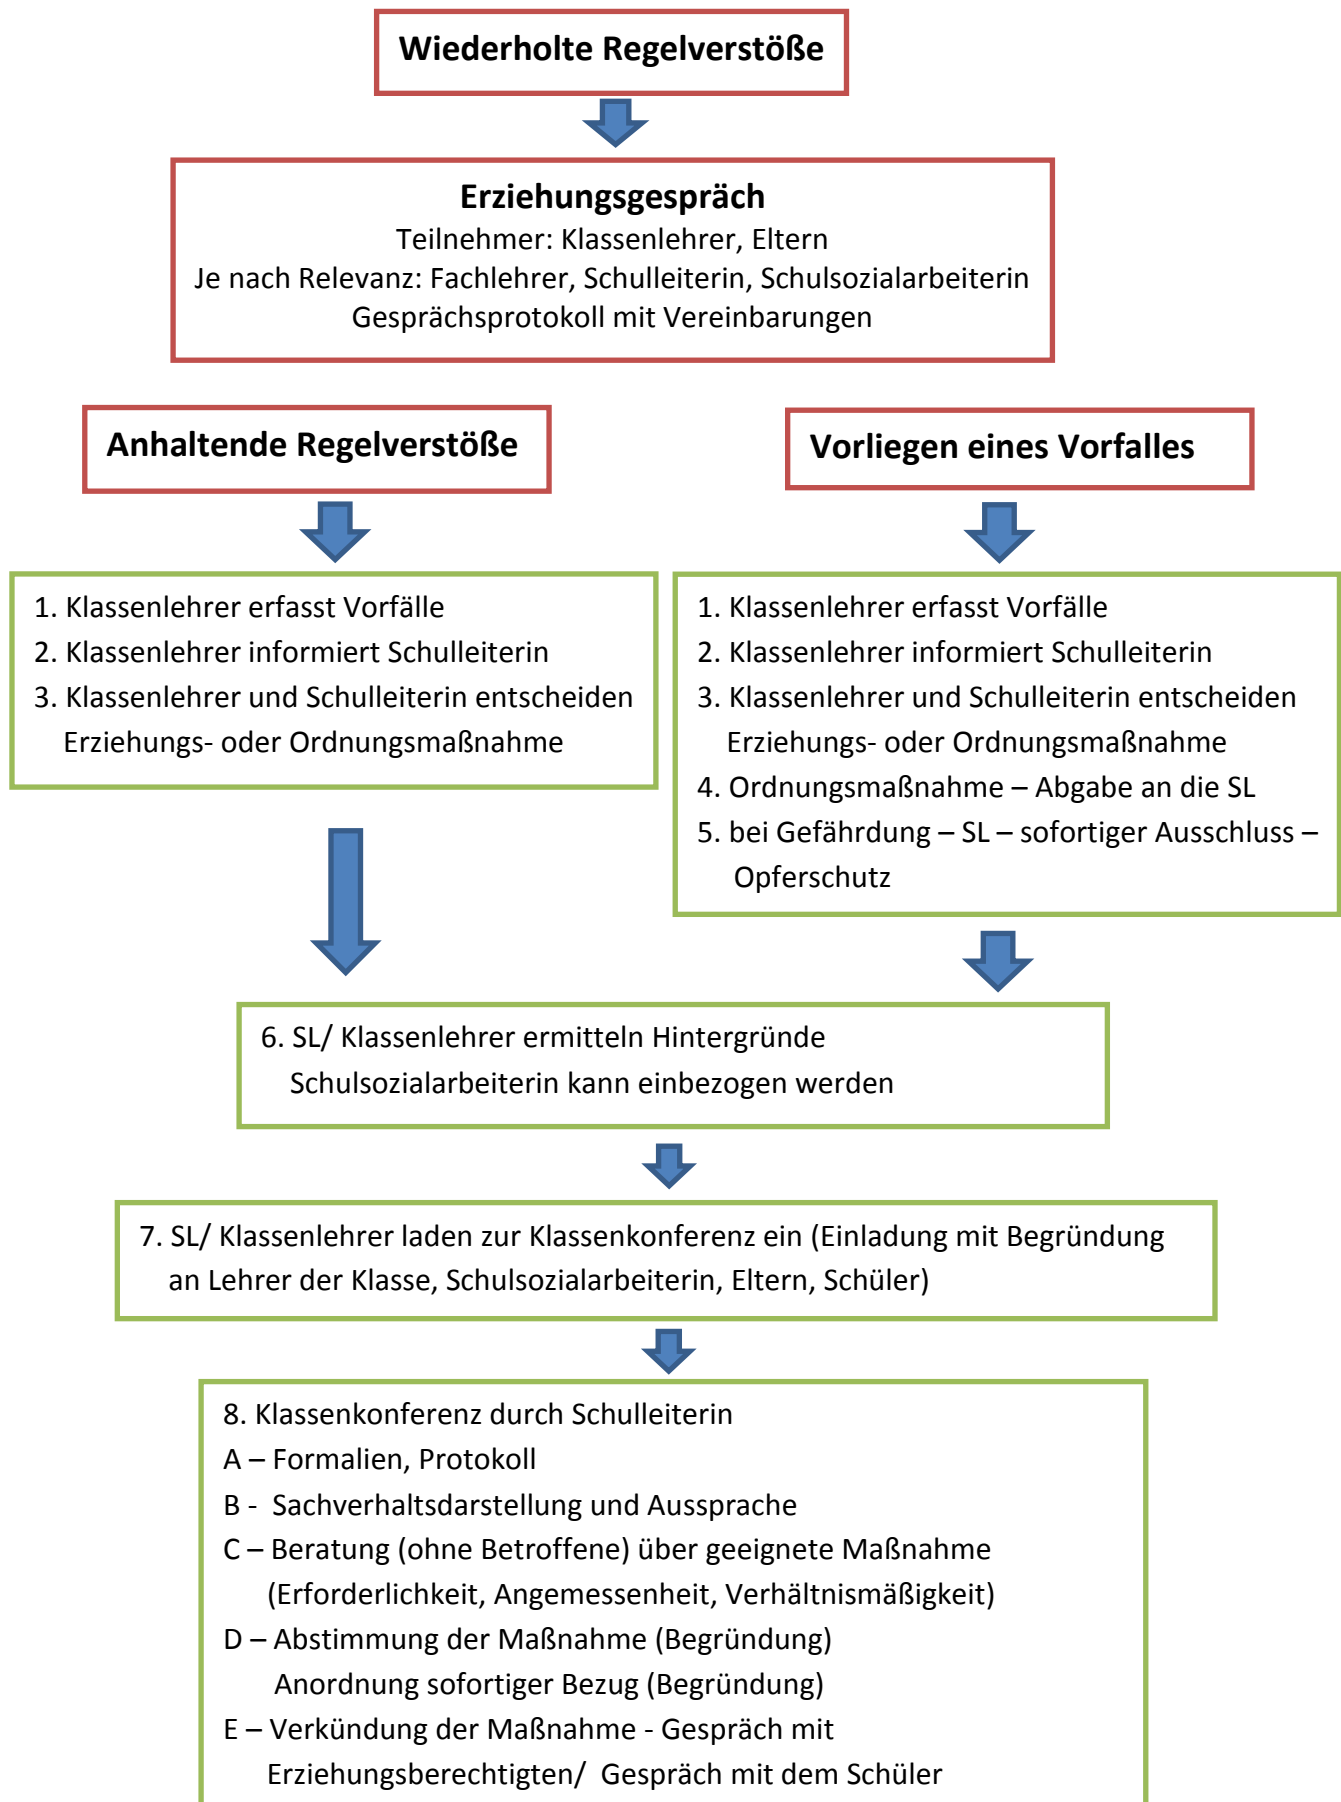 Wiederholte Regelverstöße
Erziehungsgespräch
Teilnehmer: Klassenlehrer, Eltern
Je nach Relevanz: Fachlehrer, Schulleiterin, Schulsozialarbeiterin
Gesprächsprotokoll mit Vereinbarungen
Anhaltende Regelverstöße
1. Klassenlehrer erfasst Vorfälle
2. Klassenlehrer informiert Schulleiterin
3. Klassenlehrer und Schulleiterin entscheiden
Erziehungs- oder Ordnungsmaßnahme
Vorliegen eines Vorfalles
1. Klassenlehrer erfasst Vorfälle
2. Klassenlehrer informiert Schulleiterin
3. Klassenlehrer und Schulleiterin entscheiden
Erziehungs- oder Ordnungsmaßnahme
4. Ordnungsmaßnahme – Abgabe an die SL
5. bei Gefährdung – SL – sofortiger Ausschluss –
Opferschutz
6. SL/ Klassenlehrer ermitteln Hintergründe
Schulsozialarbeiterin kann einbezogen werden
7. SL/ Klassenlehrer laden zur Klassenkonferenz ein (Einladung mit Begründung
an Lehrer der Klasse, Schulsozialarbeiterin, Eltern, Schüler)
8. Klassenkonferenz durch Schulleiterin
A – Formalien, Protokoll
B - Sachverhaltsdarstellung und Aussprache
C – Beratung (ohne Betroffene) über geeignete Maßnahme
(Erforderlichkeit, Angemessenheit, Verhältnismäßigkeit)
D – Abstimmung der Maßnahme (Begründung)
Anordnung sofortiger Bezug (Begründung)
E – Verkündung der Maßnahme - Gespräch mit
Erziehungsberechtigten/ Gespräch mit dem Schüler